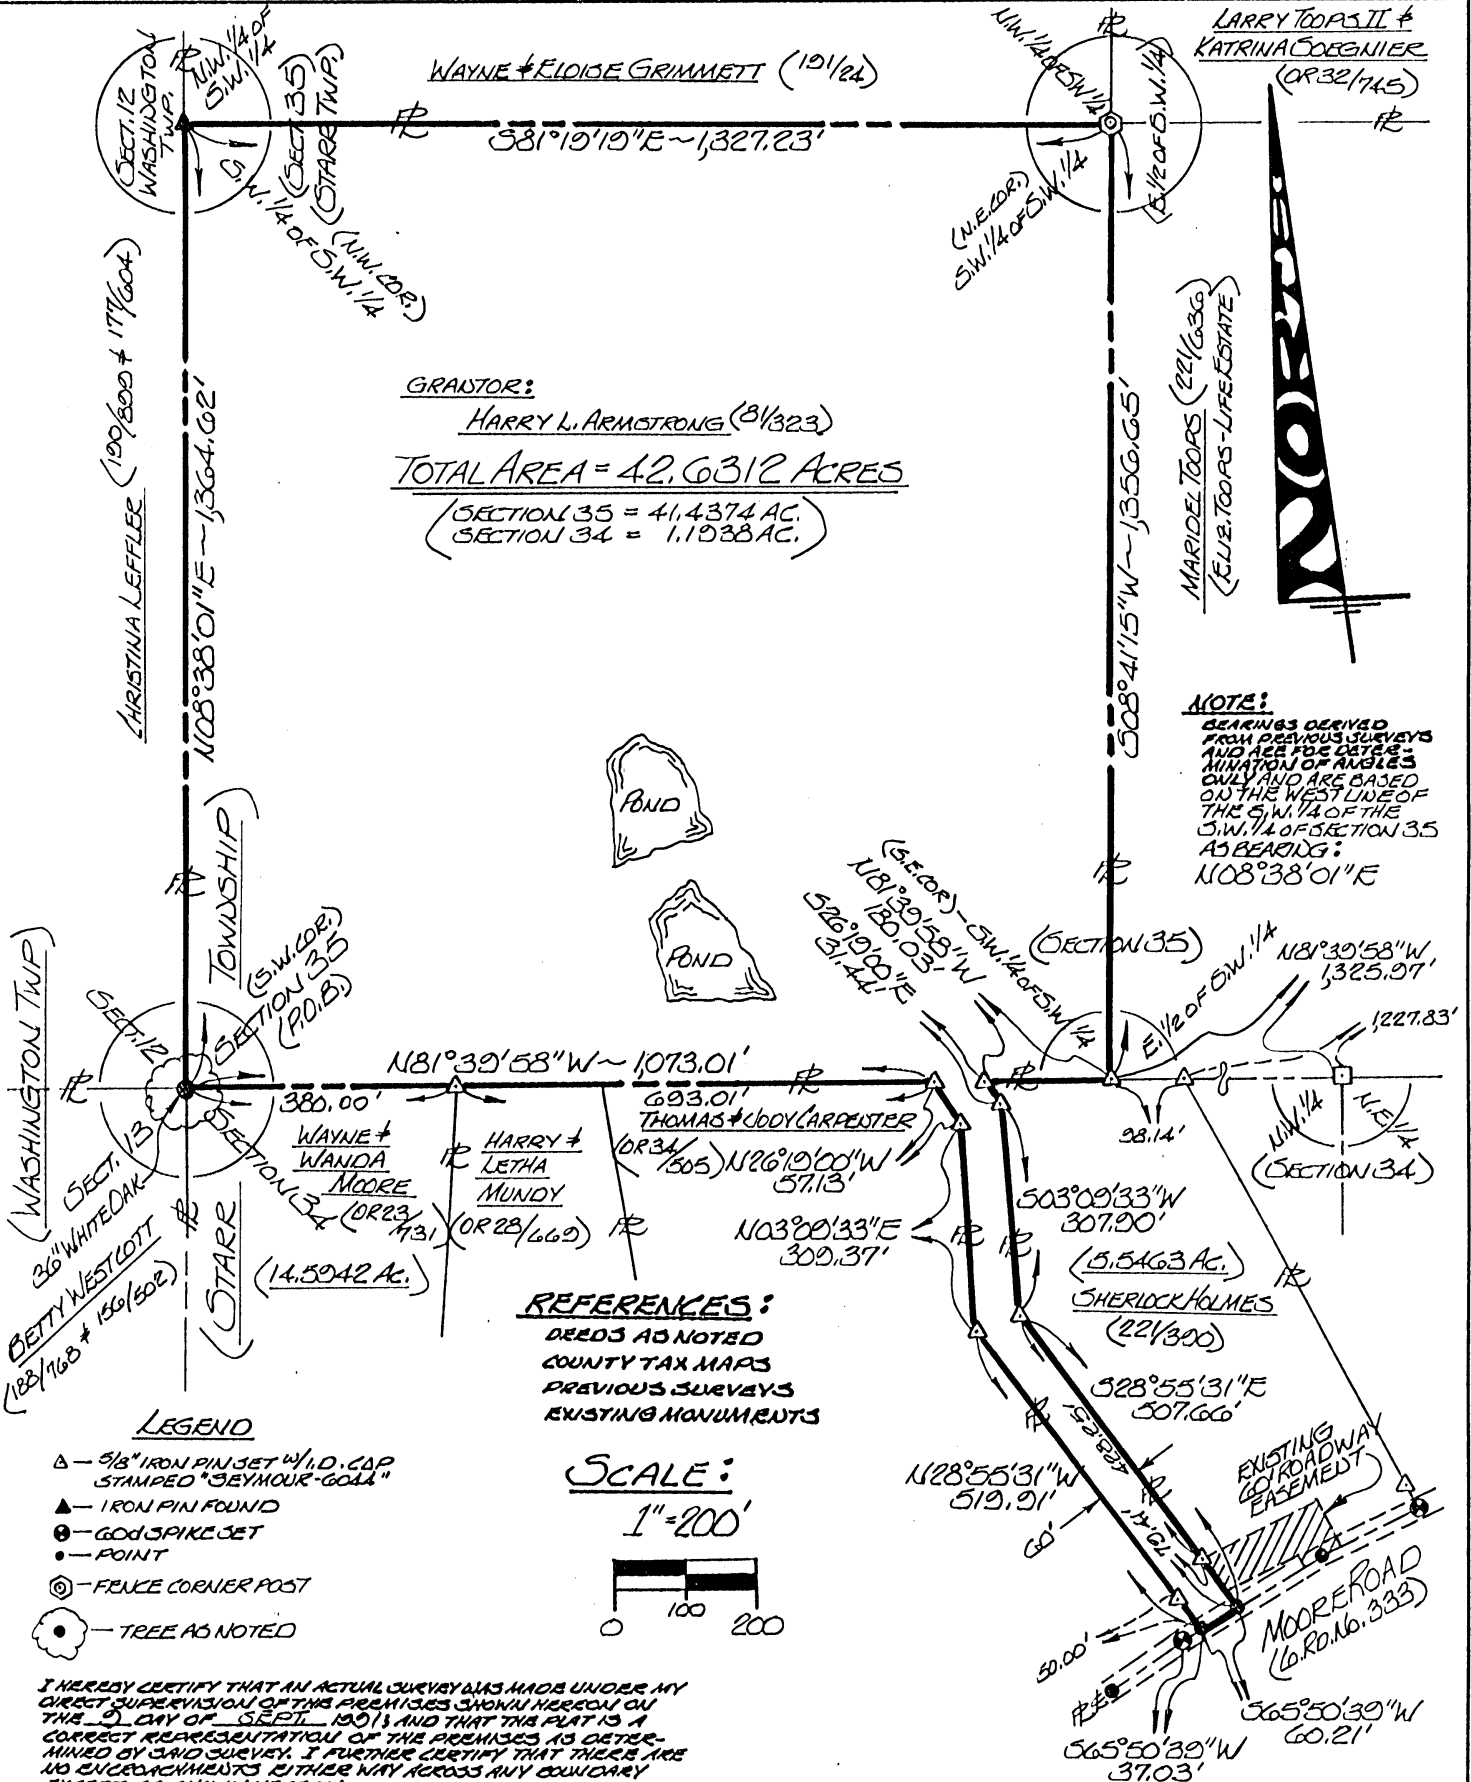 SECT. 12
WASHINGTON
TWP.
N.W. 1/4 OF
S.W. 1/4
(SECT. 35)
(STARR TWP.)
S.W. 1/4 OF S.W. 1/4
(N.W. COR.)
WAYNE & ELOISE GRIMMETT (191/24)
S81°19'19"E ~ 1,327.23'
N.W. 1/4 OF S.W. 1/4
(E. 1/2 OF S.W. 1/4)
(N.E. COR.)
S.W. 1/4 OF S.W. 1/4
LARRY TOOPS II &
KATRINA SOEGNIER
(OR 32/745)
NORTH
CHRISTINA LEFFLER (190/899 & 177/604)
N08°38'01"E ~ 1,364.62'
GRANTOR:
HARRY L. ARMSTRONG (81/323)
TOTAL AREA = 42.6312 ACRES
(SECTION 35 = 41.4374 AC.
SECTION 34 = 1.1938 AC.)
S08°41'15"W ~ 1,356.65'
MARIDEL TOOPS (221/636)
(ELIZ. TOOPS - LIFE ESTATE)
NOTE:
BEARINGS DERIVED
FROM PREVIOUS SURVEYS
AND ARE FOR DETER-
MINATION OF ANGLES
ONLY AND ARE BASED
ON THE WEST LINE OF
THE S.W. 1/4 OF THE
S.W. 1/4 OF SECTION 35
AS BEARING:
N08°38'01"E
POND
POND
(WASHINGTON TWP)
TOWNSHIP)
SECT. 12
(S.W. COR.)
SECTION 35
(P.O.B.)
SECT. 13
SECTION 34
36" WHITE OAK
BETTY WESTCOTT
(188/768 & 156/502)
(STARR
N81°39'58"W ~ 1,073.01'
380.00'
693.01'
WAYNE &
WANDA
MOORE
(OR 23/731)
(14.5942 AC.)
HARRY &
LETHA
MUNDY
(OR 28/669)
THOMAS & JODY CARPENTER
(OR 34/505)
N26°19'00"W
57.13'
N03°09'33"E
309.37'
(S.E. COR) - S.W. 1/4 OF S.W. 1/4
N81°39'58"W
180.03'
S26°19'00"E
31.44'
(SECTION 35)
E. 1/2 OF S.W. 1/4
N81°39'58"W
1,325.97'
1,227.83'
98.14'
N.W. 1/4
N.E. 1/4
(SECTION 34)
S03°09'33"W
307.90'
(5.5463 AC.)
SHERLOCK HOLMES
(221/390)
S28°55'31"E
507.66'
428.25'
79.41'
N28°55'31"W
519.91'
60'
EXISTING
60' ROADWAY
EASEMENT
MOORE ROAD
(Co. RD. No. 333)
50.00'
S65°50'39"W
37.03'
S65°50'39"W
60.21'
REFERENCES:
DEEDS AS NOTED
COUNTY TAX MAPS
PREVIOUS SURVEYS
EXISTING MONUMENTS
SCALE:
1"=200'
0 100 200
LEGEND
5/8" IRON PIN SET W/I.D. CAP
STAMPED "SEYMOUR-6044"
IRON PIN FOUND
60d SPIKE SET
POINT
FENCE CORNER POST
TREE AS NOTED
I HEREBY CERTIFY THAT AN ACTUAL SURVEY WAS MADE UNDER MY
DIRECT SUPERVISION OF THE PREMISES SHOWN HEREON ON
THE 9 DAY OF SEPT. 1991; AND THAT THE PLAT IS A
CORRECT REPRESENTATION OF THE PREMISES AS DETER-
MINED BY SAID SURVEY. I FURTHER CERTIFY THAT THERE ARE
NO ENCROACHMENTS EITHER WAY ACROSS ANY BOUNDARY